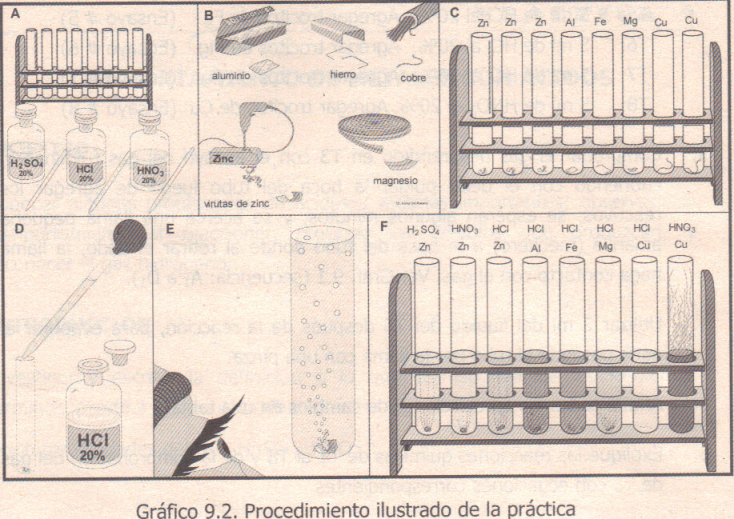 A
H₂SO₄
20%
HCl
20%
HNO₃
20%
B
aluminio
hierro
cobre
Zinc
virutas de zinc
magnesio
C
Zn Zn Zn Al Fe Mg Cu Cu
D
HCl
20%
E
F
H₂SO₄ HNO₃ HCl HCl HCl HCl HCl HNO₃
Zn Zn Zn Al Fe Mg Cu Cu
Gráfico 9.2. Procedimiento ilustrado de la práctica